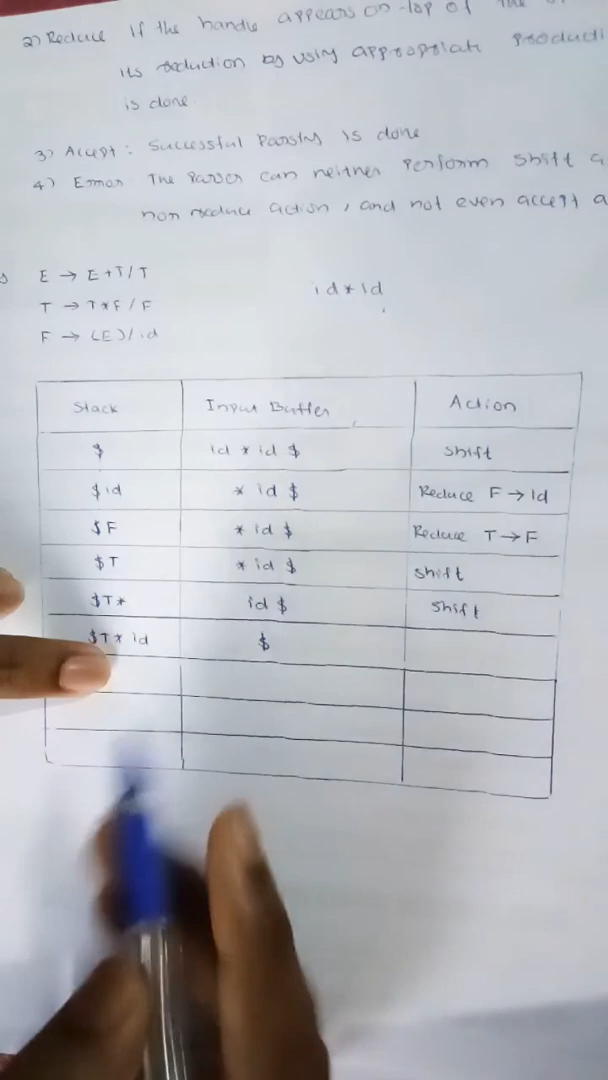 2) Reduce If the handle appears on top of the
its reduction by using appropriate producti
is done.
3) Accept: Successful Parsing is done
4) Error The Parser can neither perform shift a
non reduce action, and not even accept a
E → E+T/T
T → T*F/F
F → (E)/id
id*id
Stack Input Buffer Action
$ id * id $ shift
$id * id $ Reduce F→Id
$F * id $ Reduce T→F
$T * id $ shift
$T* id $ shift
$T*id $